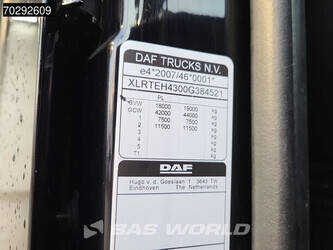 70292609
DAF TRUCKS N.V.
e4*2007/46*0001*
XLRTEH4300G384521
PL
GVW 18000 19000 kg
GCW 42000 44000 kg
1 7500 7500 kg
2 11500 11500 kg
3 kg
4 kg
5 kg
T1 kg
DAF
Hugo v. d. Goeslaan 1 5643 TW
Eindhoven The Netherlands
BAS WORLD